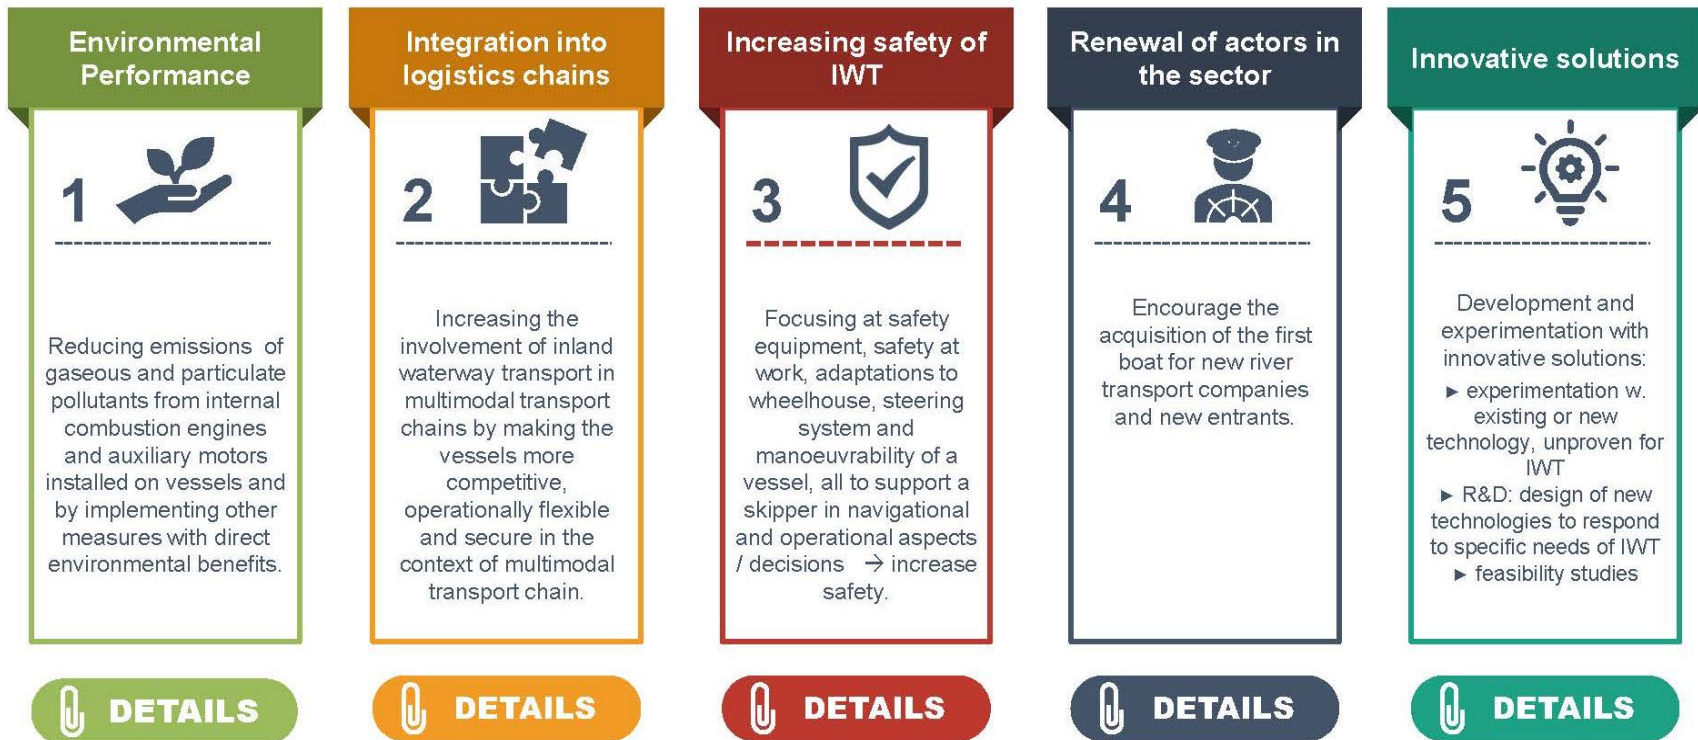 Environmental
Performance
1
Reducing emissions of
gaseous and particulate
pollutants from internal
combustion engines
and auxiliary motors
installed on vessels and
by implementing other
measures with direct
environmental benefits.
DETAILS
Integration into
logistics chains
2
Increasing the
involvement of inland
waterway transport in
multimodal transport
chains by making the
vessels more
competitive,
operationally flexible
and secure in the
context of multimodal
transport chain.
DETAILS
Increasing safety of
IWT
3
Focusing at safety
equipment, safety at
work, adaptations to
wheelhouse, steering
system and
manoeuvrability of a
vessel, all to support a
skipper in navigational
and operational aspects
/ decisions → increase
safety.
DETAILS
Renewal of actors in
the sector
4
Encourage the
acquisition of the first
boat for new river
transport companies
and new entrants.
DETAILS
Innovative solutions
5
Development and
experimentation with
innovative solutions:
► experimentation w.
existing or new
technology, unproven for
IWT
► R&D: design of new
technologies to respond
to specific needs of IWT
► feasibility studies
DETAILS